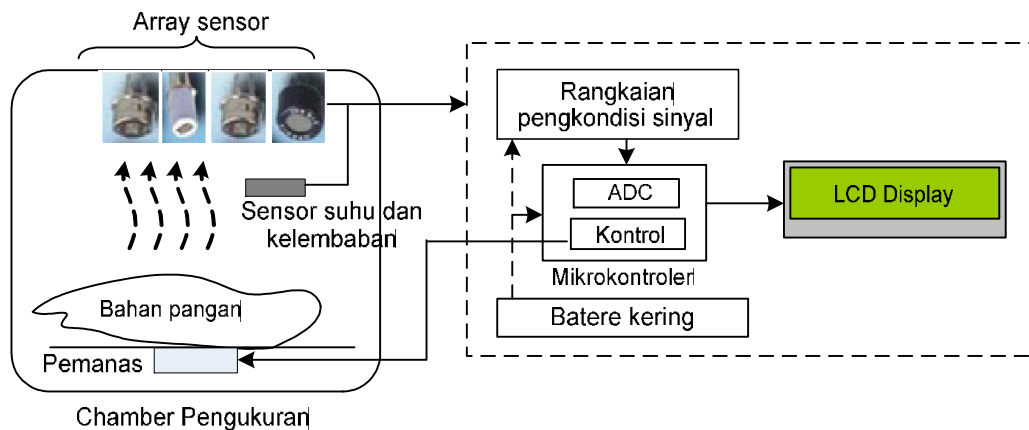 Array sensor
Sensor suhu dan
kelembaban
Bahan pangan
Pemanas
Chamber Pengukuran
Rangkaian
pengkondisi sinyal
ADC
Kontrol
Mikrokontroler
Batere kering
LCD Display